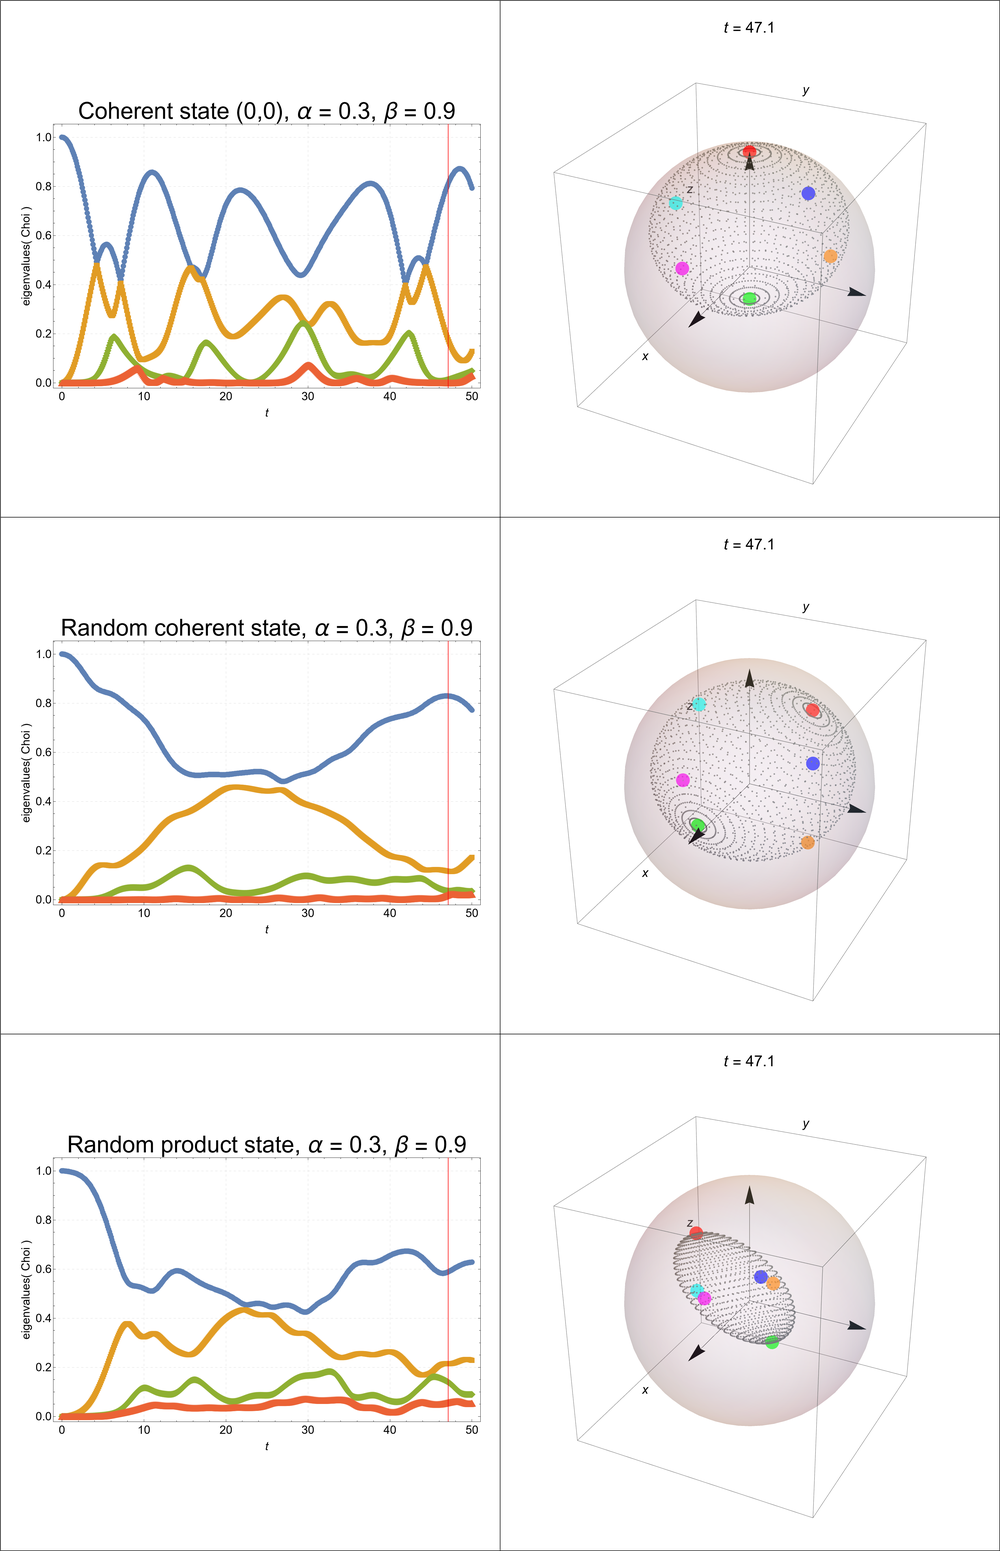 Coherent state (0,0), α = 0.3, β = 0.9
eigenvalues( Choi )
1.0
0.8
0.6
0.4
0.2
0.0
0 10 20 30 40 50
t
t = 47.1
y
z
x
Random coherent state, α = 0.3, β = 0.9
eigenvalues( Choi )
1.0
0.8
0.6
0.4
0.2
0.0
0 10 20 30 40 50
t
t = 47.1
y
z
x
Random product state, α = 0.3, β = 0.9
eigenvalues( Choi )
1.0
0.8
0.6
0.4
0.2
0.0
0 10 20 30 40 50
t
t = 47.1
y
z
x